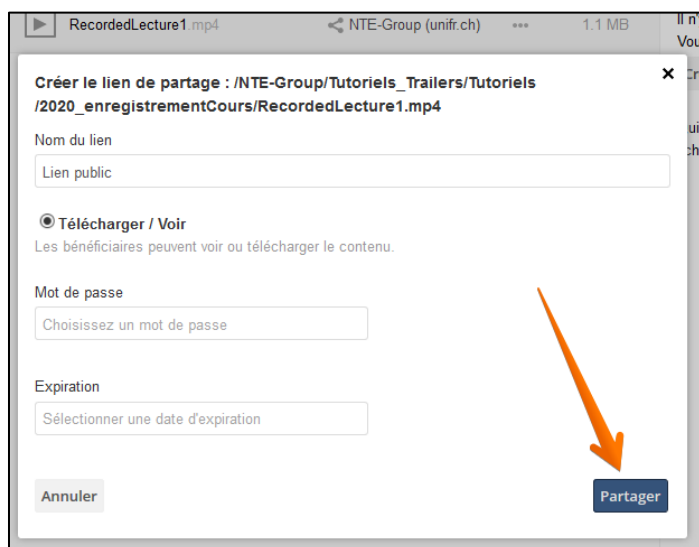 RecordedLecture1.mp4 NTE-Group (unifr.ch) ••• 1.1 MB
Il n'
Vou
Créer le lien de partage : /NTE-Group/Tutoriels_Trailers/Tutoriels
/2020_enregistrementCours/RecordedLecture1.mp4
×
Nom du lien
Lien public
Télécharger / Voir
Les bénéficiaires peuvent voir ou télécharger le contenu.
Mot de passe
Choisissez un mot de passe
Expiration
Sélectionner une date d'expiration
Annuler
Partager